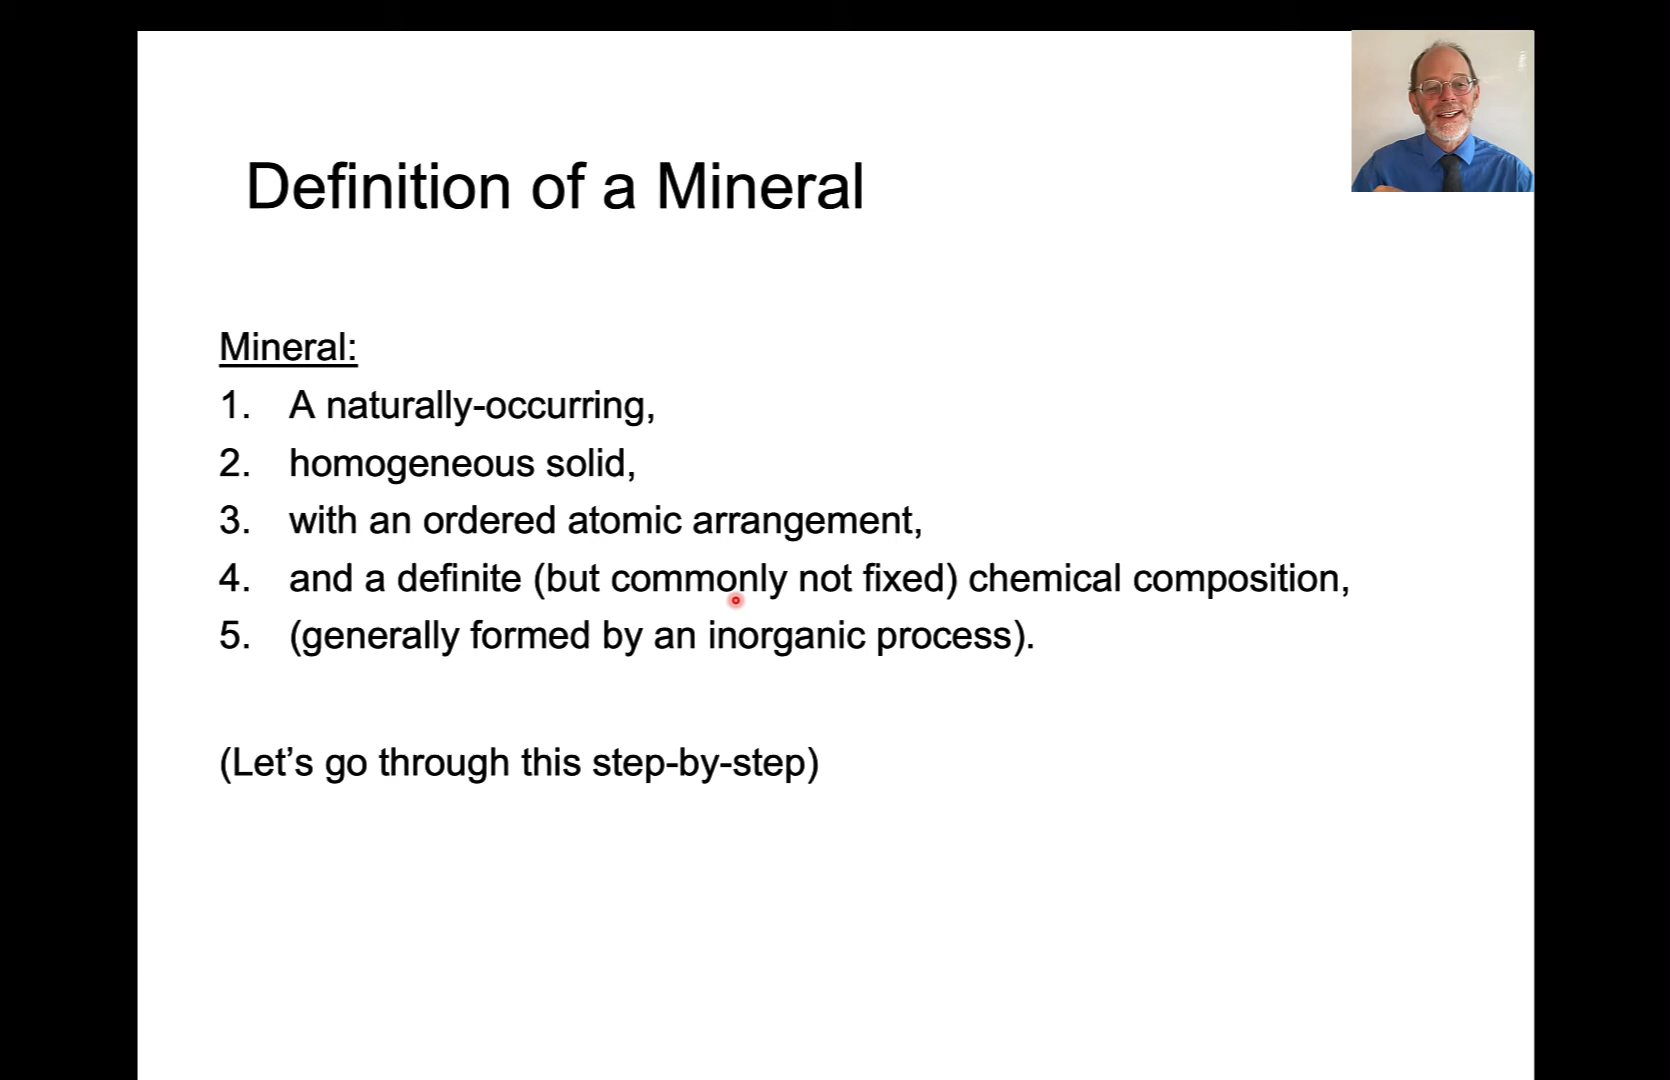 Definition of a Mineral
Mineral:
1. A naturally-occurring,
2. homogeneous solid,
3. with an ordered atomic arrangement,
4. and a definite (but commonly not fixed) chemical composition,
5. (generally formed by an inorganic process).
(Let’s go through this step-by-step)